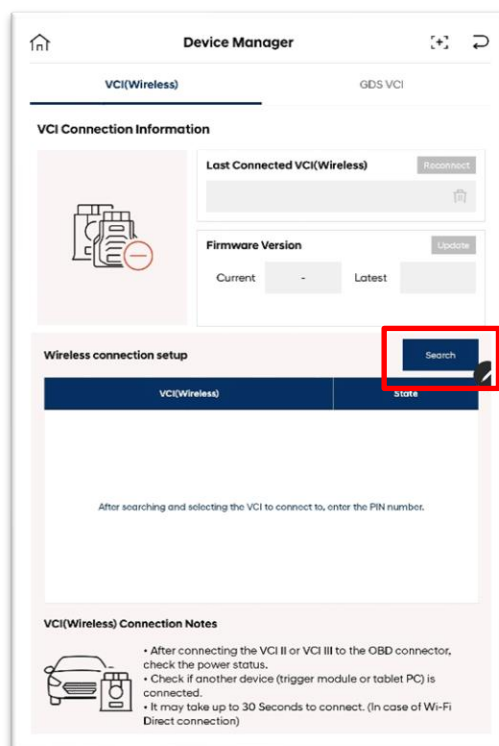 Device Manager
VCI(Wireless)
GDS VCI
VCI Connection Information
Last Connected VCI(Wireless)
Reconnect
Firmware Version
Update
Current
-
Latest
Wireless connection setup
Search
VCI(Wireless)
State
After searching and selecting the VCI to connect to, enter the PIN number.
VCI(Wireless) Connection Notes
• After connecting the VCI II or VCI III to the OBD connector,
check the power status.
• Check if another device (trigger module or tablet PC) is
connected.
• It may take up to 30 Seconds to connect. (In case of Wi-Fi
Direct connection)